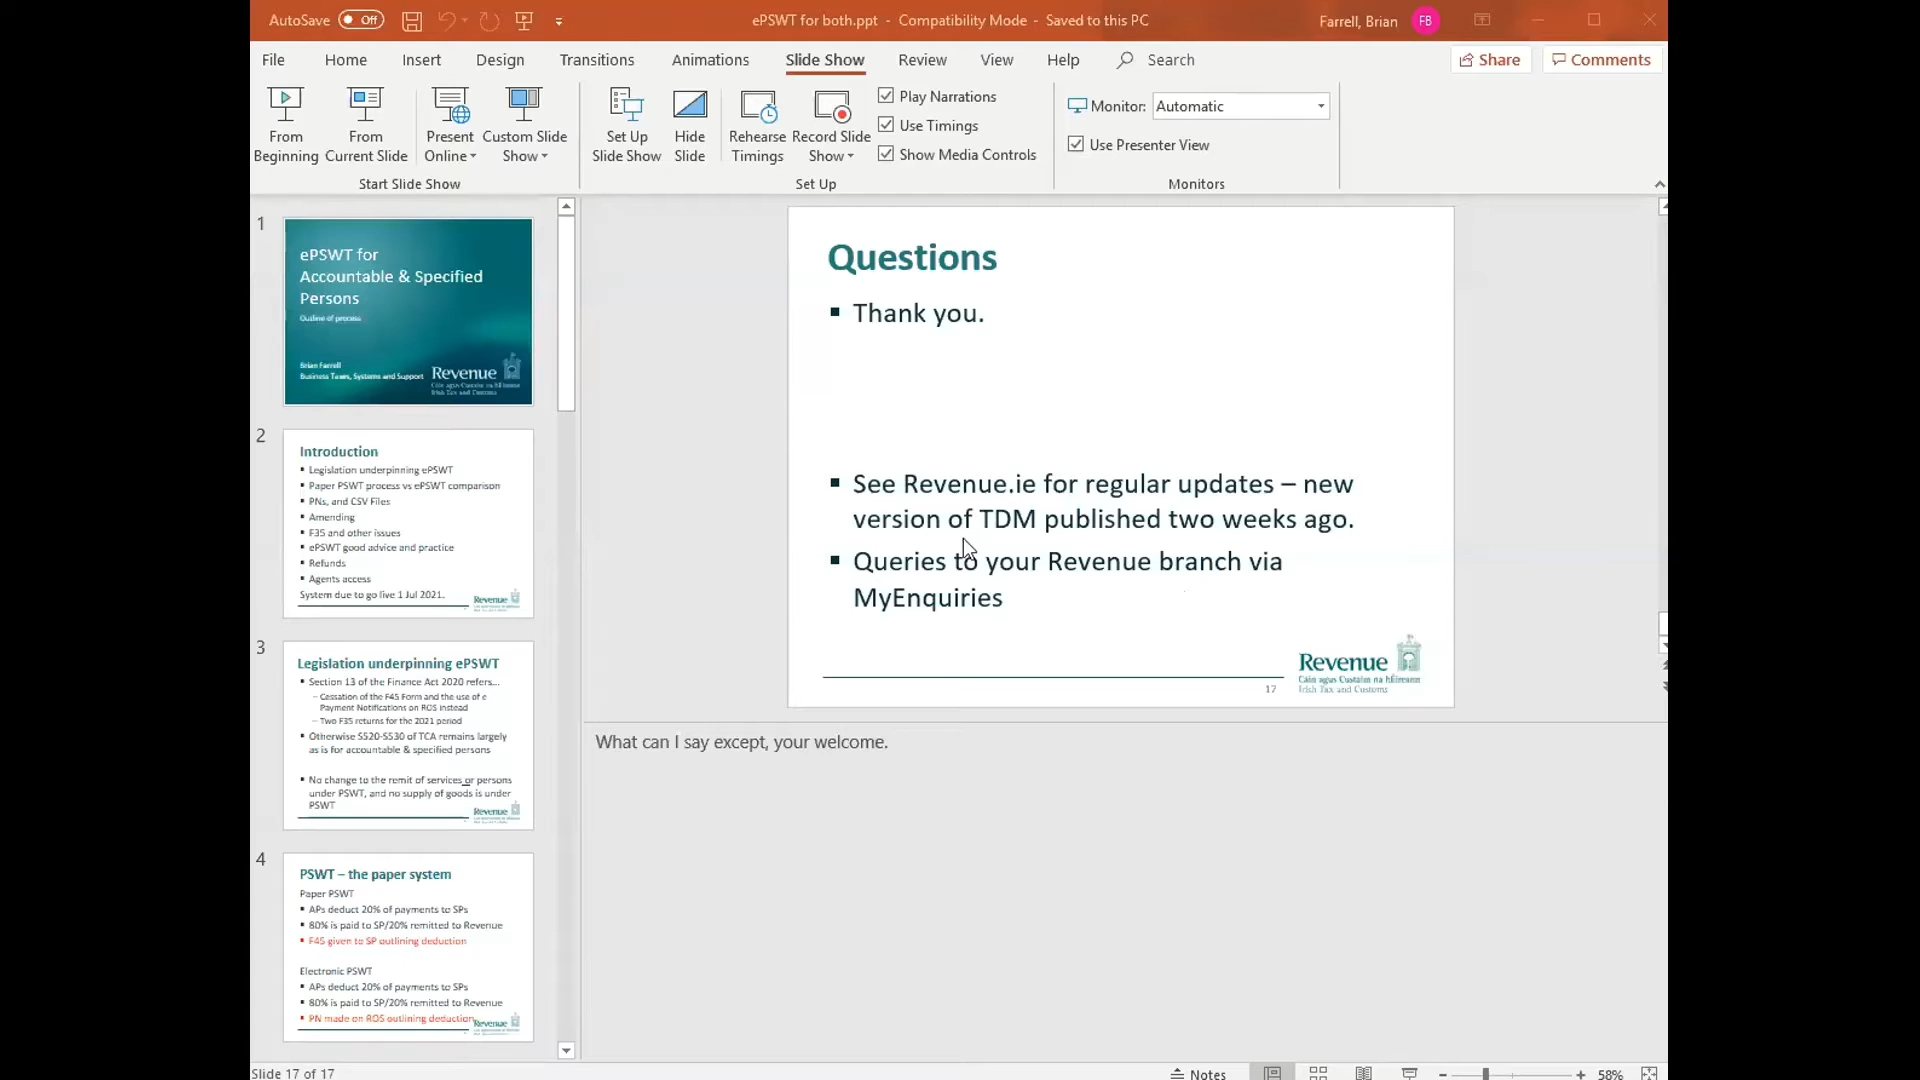 AutoSave Off
ePSWT for both.ppt - Compatibility Mode - Saved to this PC
Farrell, Brian FB
File Home Insert Design Transitions Animations Slide Show Review View Help Search Share Comments
From Beginning
From Current Slide
Present Online
Custom Slide Show
Set Up Slide Show
Hide Slide
Rehearse Timings
Record Slide Show
Play Narrations
Use Timings
Show Media Controls
Monitor: Automatic
Use Presenter View
Start Slide Show
Set Up
Monitors
1
ePSWT for
Accountable & Specified
Persons
Outline of process
Brian Farrell
Business Taxes, Systems and Support
Revenue
Cáin agus Custaim na hÉireann
Irish Tax and Customs
2
Introduction
Legislation underpinning ePSWT
Paper PSWT process vs ePSWT comparison
PNs, and CSV Files
Amending
F35 and other issues
ePSWT good advice and practice
Refunds
Agents access
System due to go live 1 Jul 2021.
Revenue
3
Legislation underpinning ePSWT
Section 13 of the Finance Act 2020 refers...
– Cessation of the F45 Form and the use of e
Payment Notifications on ROS instead
– Two F35 returns for the 2021 period
Otherwise S520-S530 of TCA remains largely
as is for accountable & specified persons
No change to the remit of services or persons
under PSWT, and no supply of goods is under
PSWT
Revenue
4
PSWT – the paper system
Paper PSWT
APs deduct 20% of payments to SPs
80% is paid to SP/20% remitted to Revenue
F45 given to SP outlining deduction
Electronic PSWT
APs deduct 20% of payments to SPs
80% is paid to SP/20% remitted to Revenue
PN made on ROS outlining deduction
Revenue
Questions
Thank you.
See Revenue.ie for regular updates – new
version of TDM published two weeks ago.
Queries to your Revenue branch via
MyEnquiries
17
Revenue
Cáin agus Custaim na hÉireann
Irish Tax and Customs
What can I say except, your welcome.
Slide 17 of 17
Notes
58%